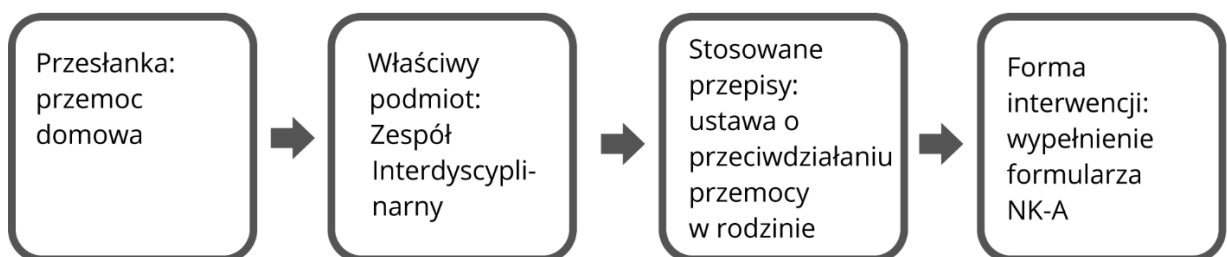 Przesłanka:
przemoc
domowa
Właściwy
podmiot:
Zespół
Interdyscypli-
narny
Stosowane
przepisy:
ustawa o
przeciwdziałaniu
przemocy
w rodzinie
Forma
interwencji:
wypełnienie
formularza
NK-A